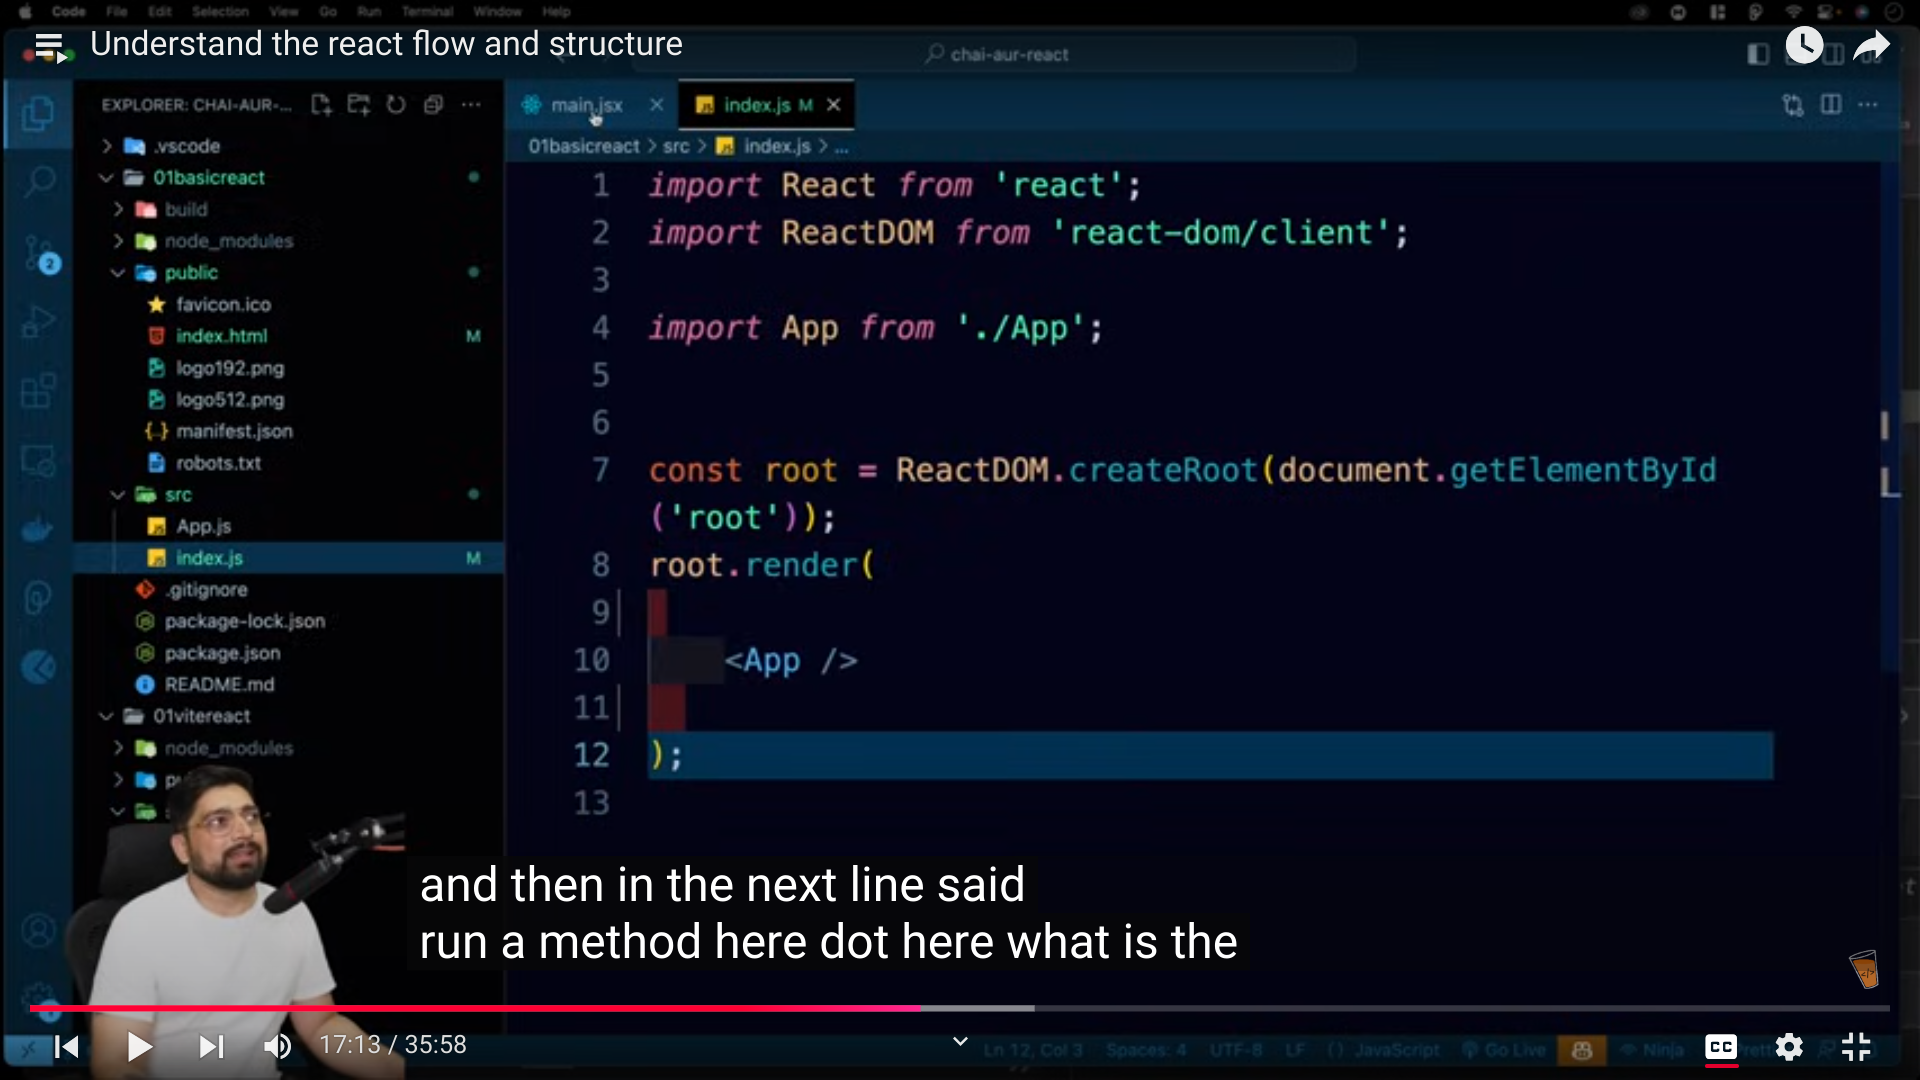 Code File Edit Selection View Go Run Terminal Window Help
Understand the react flow and structure
chai-aur-react
EXPLORER: CHAI-AUR-...
main.jsx
index.js M
01basicreact > src > index.js > ...
.vscode
01basicreact
build
node_modules
public
favicon.ico
index.html M
logo192.png
logo512.png
manifest.json
robots.txt
src
App.js
index.js M
.gitignore
package-lock.json
package.json
README.md
01vitereact
node_modules
1 import React from 'react';
2 import ReactDOM from 'react-dom/client';
3
4 import App from './App';
5
6
7 const root = ReactDOM.createRoot(document.getElementById
('root'));
8 root.render(
9
10 <App />
11
12 );
13
2
and then in the next line said
run a method here dot here what is the
17:13 / 35:58
Ln 12, Col 3 Spaces: 4 UTF-8 LF JavaScript Go Live Ninja
CC